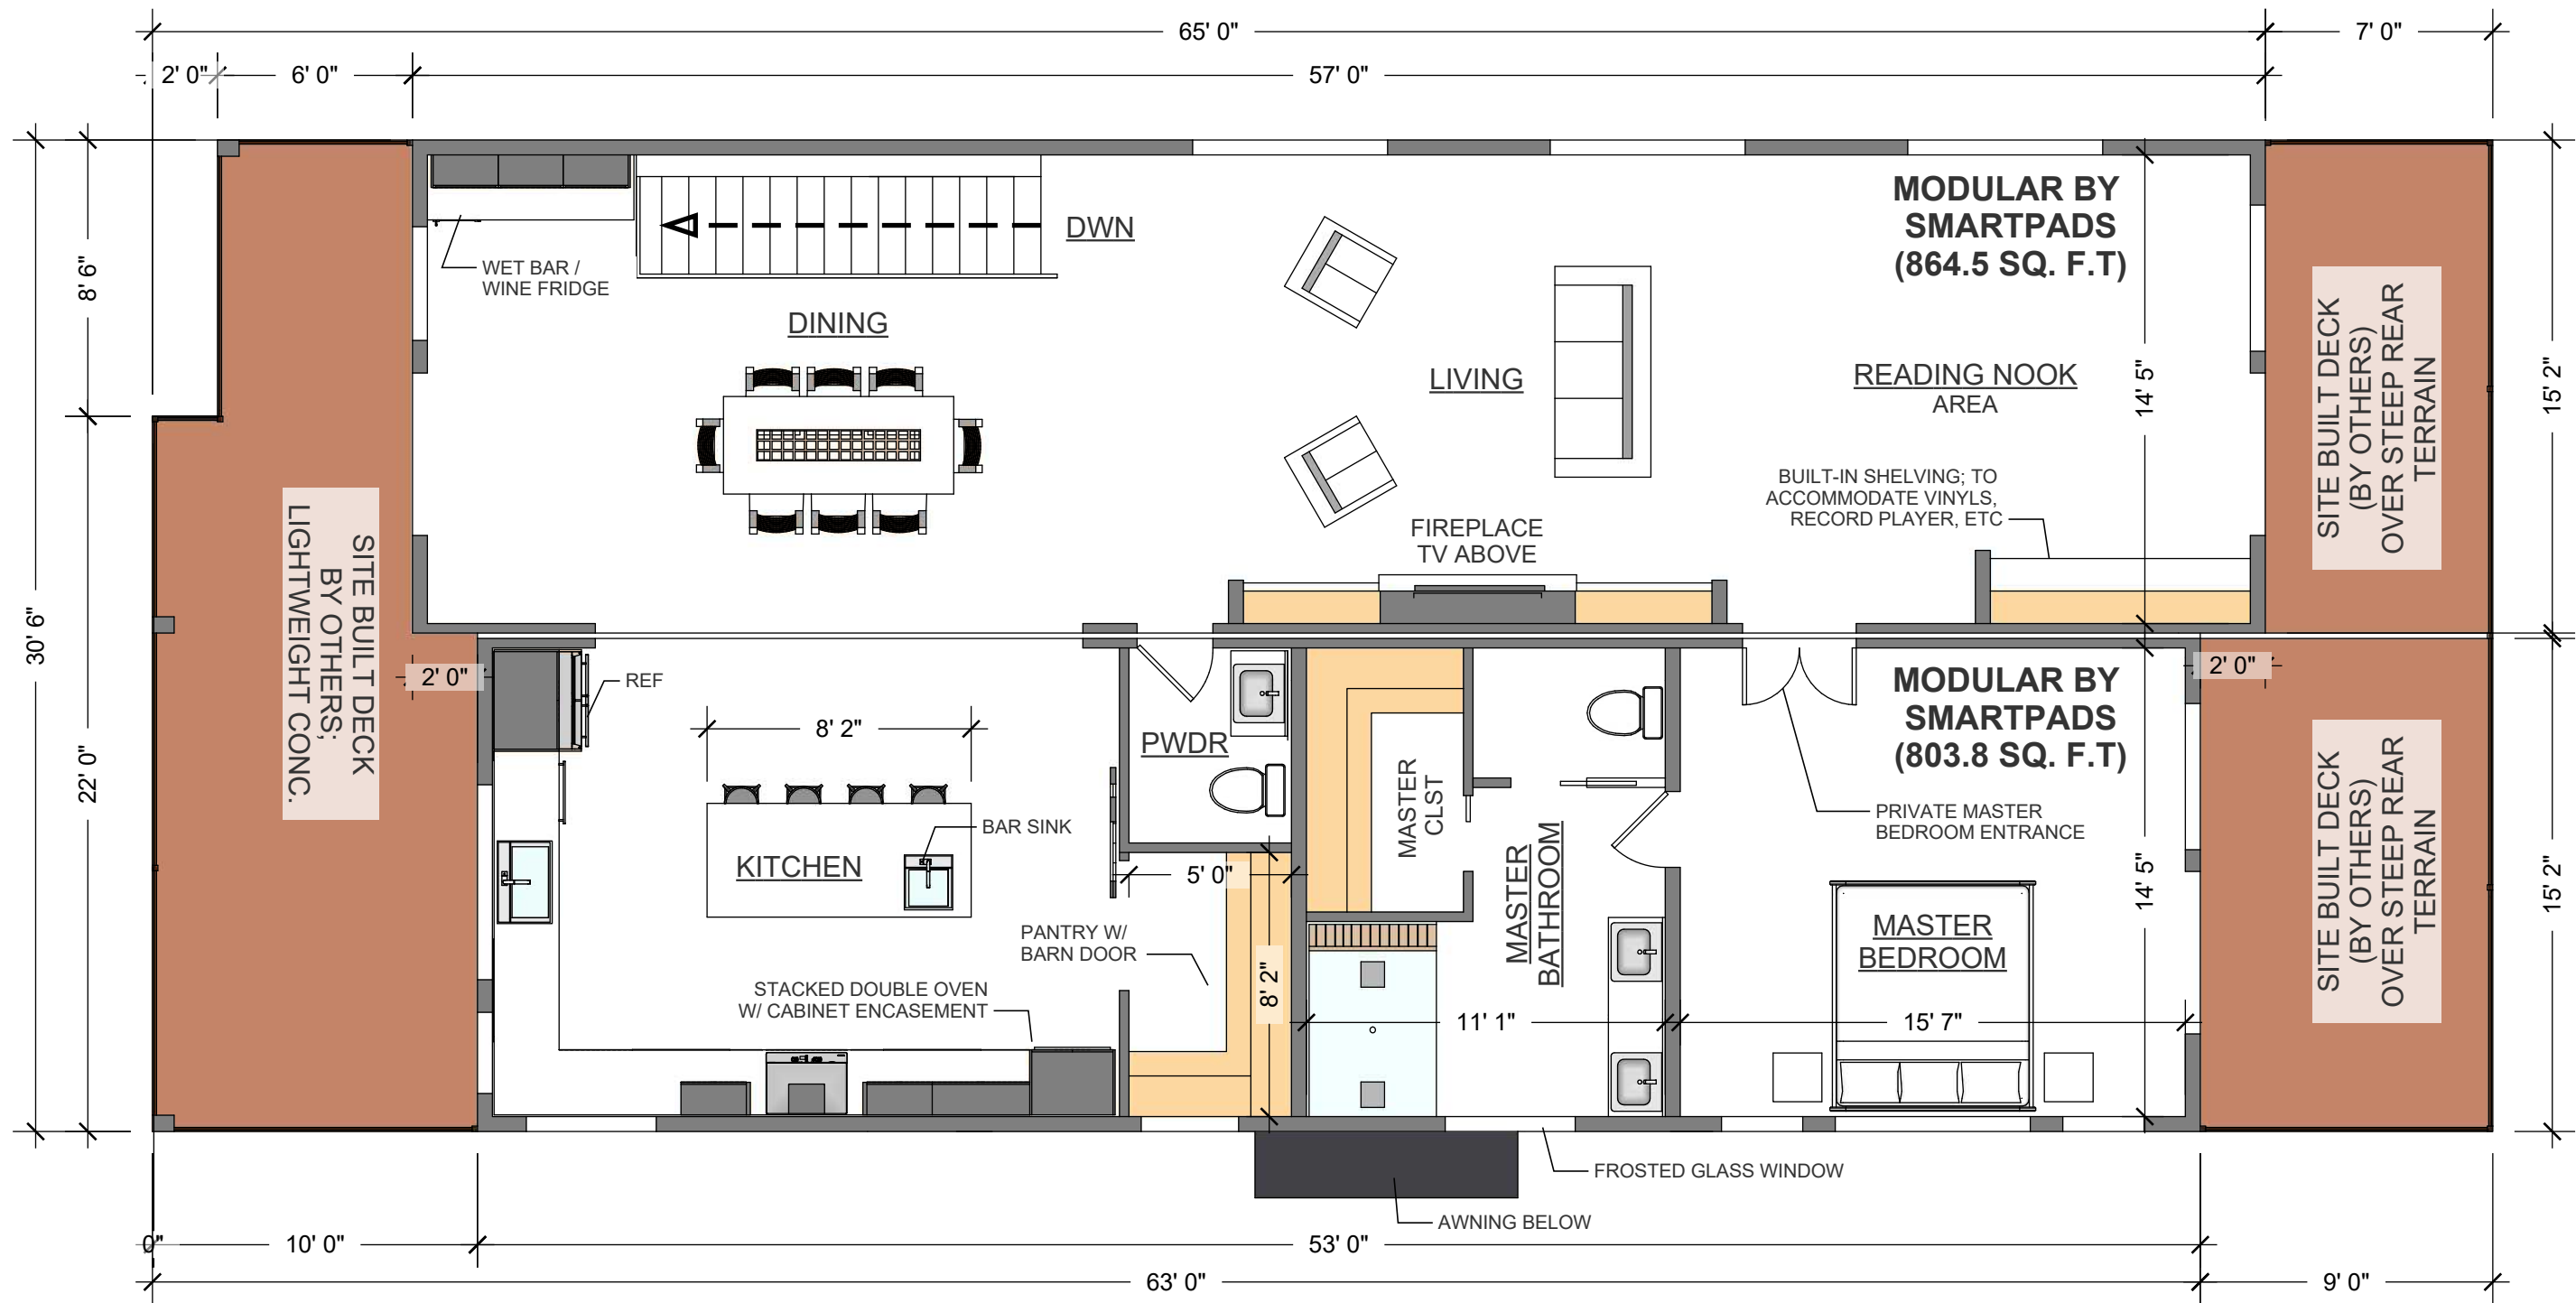 65' 0"
7' 0"
2' 0"
6' 0"
57' 0"
MODULAR BY
SMARTPADS
(864.5 SQ. F.T)
DWN
WET BAR /
WINE FRIDGE
8' 6"
DINING
LIVING
READING NOOK
AREA
14' 5"
15' 2"
SITE BUILT DECK
(BY OTHERS)
OVER STEEP REAR
TERRAIN
BUILT-IN SHELVING; TO
ACCOMMODATE VINYLS,
RECORD PLAYER, ETC
FIREPLACE
TV ABOVE
30' 6"
SITE BUILT DECK
BY OTHERS;
LIGHTWEIGHT CONC.
2' 0"
REF
2' 0"
MODULAR BY
SMARTPADS
(803.8 SQ. F.T)
8' 2"
PWDR
22' 0"
MASTER
CLST
PRIVATE MASTER
BEDROOM ENTRANCE
BAR SINK
KITCHEN
5' 0"
MASTER
BATHROOM
14' 5"
15' 2"
SITE BUILT DECK
(BY OTHERS)
OVER STEEP REAR
TERRAIN
MASTER
BEDROOM
PANTRY W/
BARN DOOR
8' 2"
STACKED DOUBLE OVEN
W/ CABINET ENCASEMENT
11' 1"
15' 7"
FROSTED GLASS WINDOW
AWNING BELOW
0"
10' 0"
53' 0"
63' 0"
9' 0"